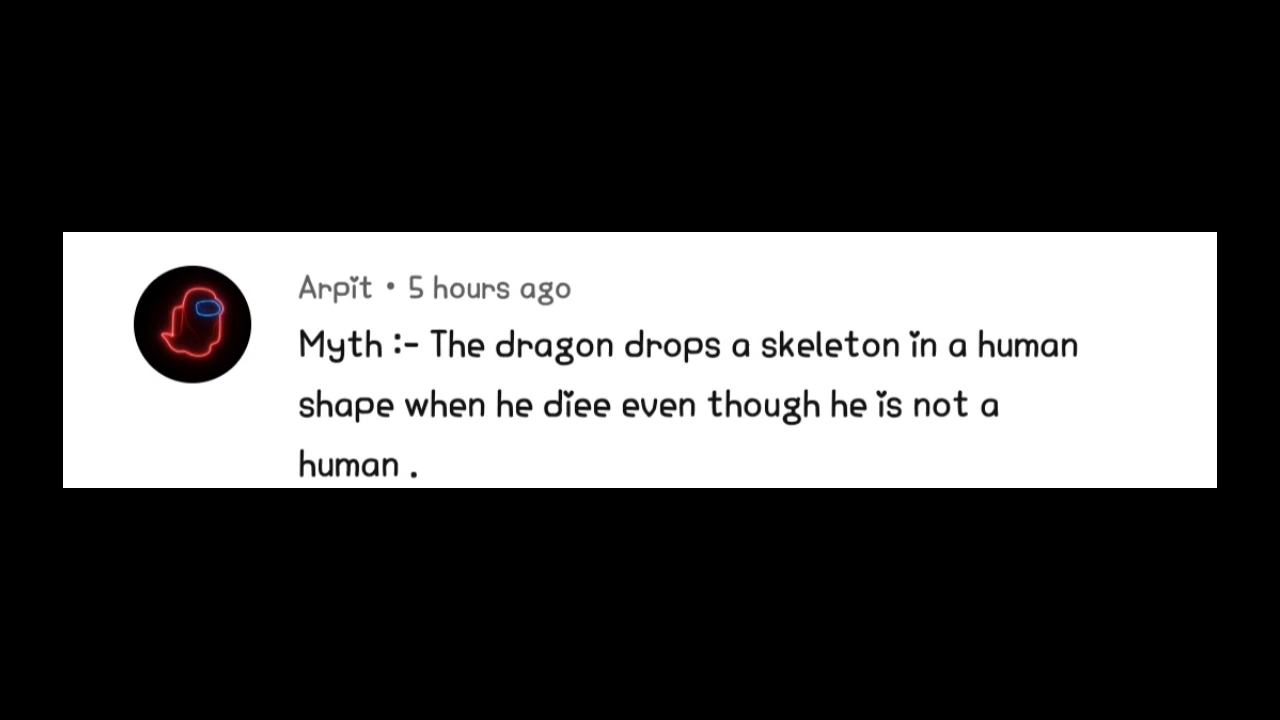 Arpit • 5 hours ago
Myth :- The dragon drops a skeleton in a human
shape when he diee even though he is not a
human .